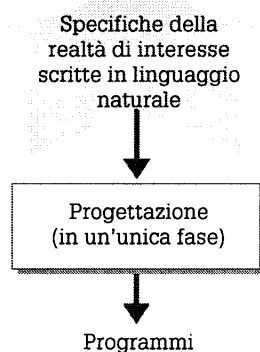 Specifiche della
realtà di interesse
scritte in linguaggio
naturale
Progettazione
(in un'unica fase)
Programmi